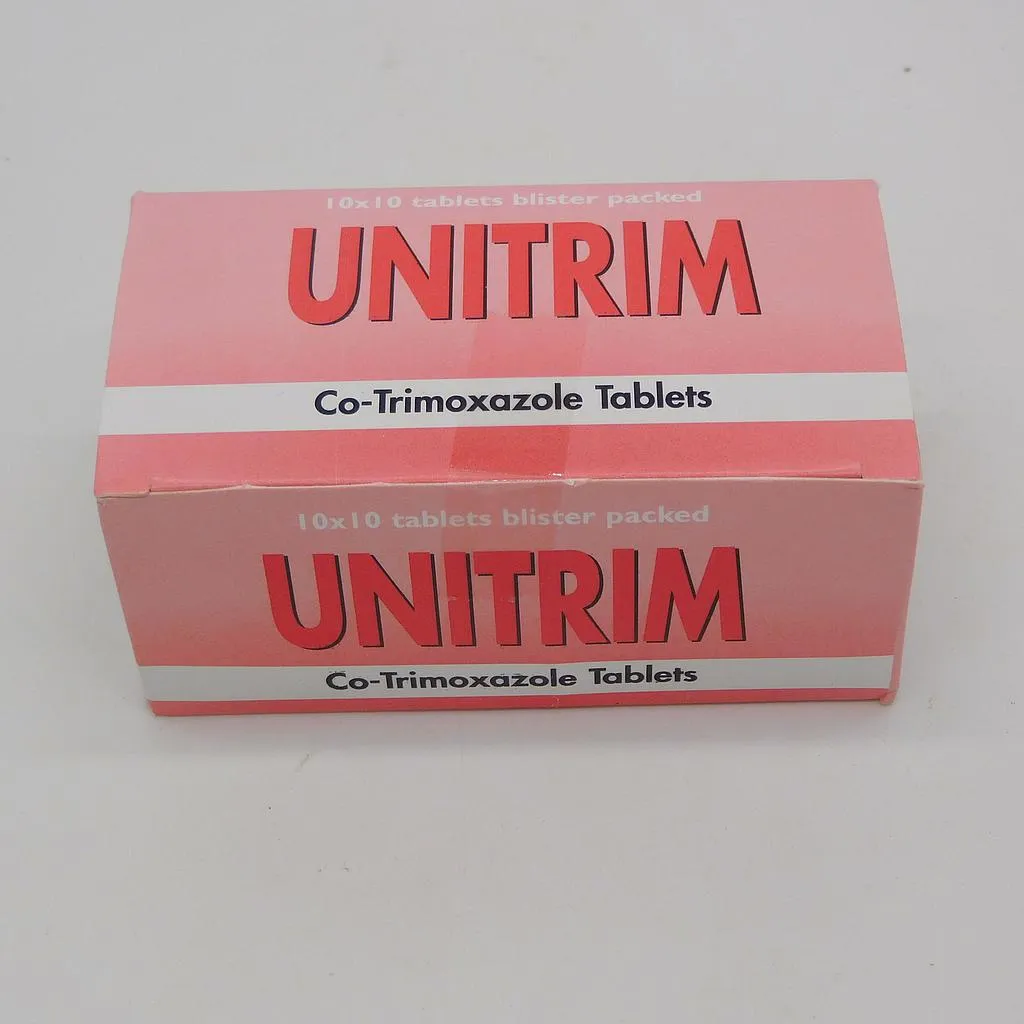 10x10 tablets blister packed
UNITRIM
Co-Trimoxazole Tablets
10x10 tablets blister packed
UNITRIM
Co-Trimoxazole Tablets